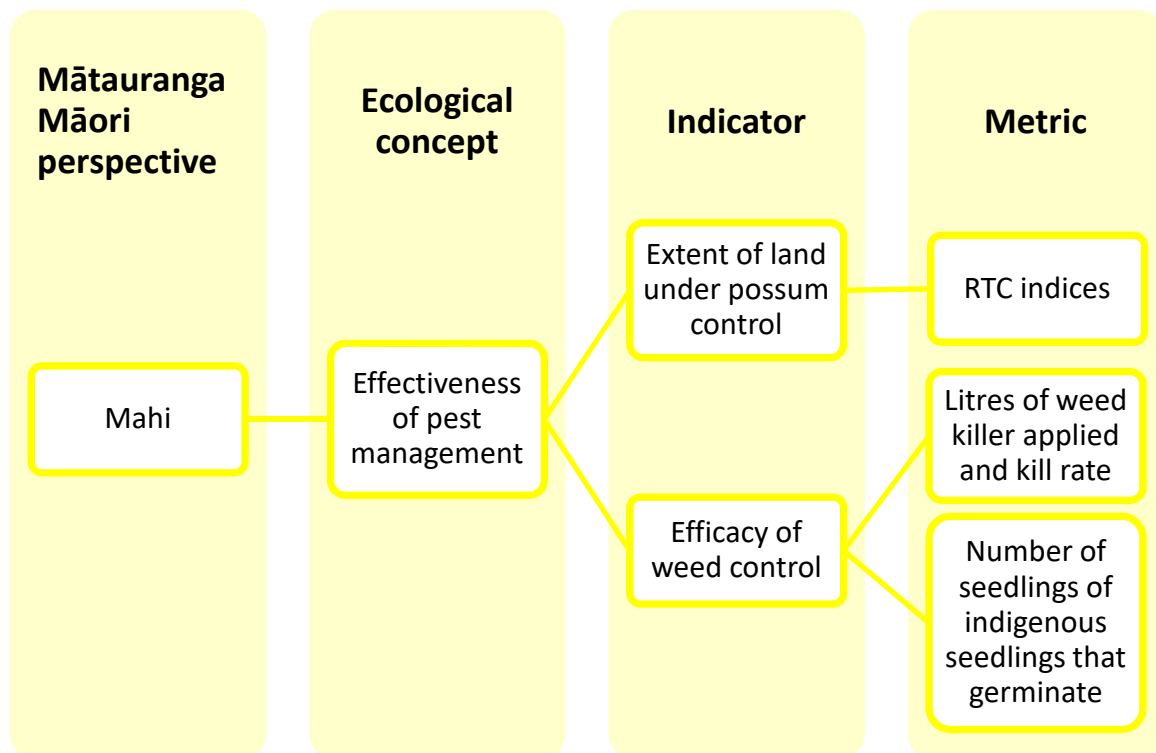 Mātauranga
Māori
perspective
Ecological
concept
Indicator
Metric
Mahi
Effectiveness
of pest
management
Extent of land
under possum
control
Efficacy of
weed control
RTC indices
Litres of weed
killer applied
and kill rate
Number of
seedlings of
indigenous
seedlings that
germinate